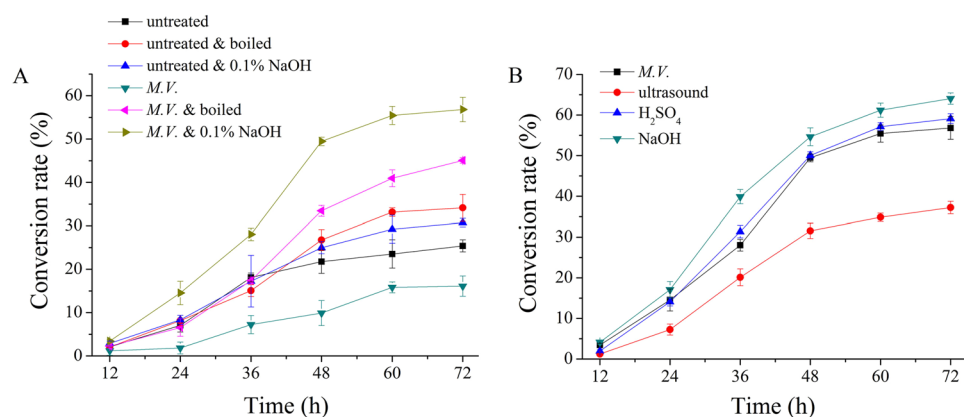 A
untreated
untreated & boiled
untreated & 0.1% NaOH
M.V.
M.V. & boiled
M.V. & 0.1% NaOH
Conversion rate (%)
60
50
40
30
20
10
0
12 24 36 48 60 72
Time (h)
B
M.V.
ultrasound
H₂SO₄
NaOH
Conversion rate (%)
70
60
50
40
30
20
10
0
12 24 36 48 60 72
Time (h)